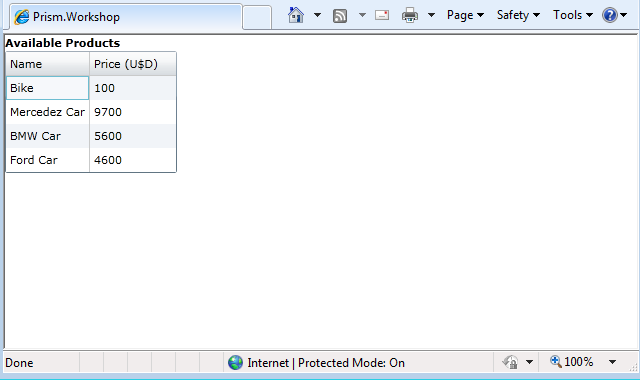 Prism.Workshop
Page Safety Tools
Available Products
Name Price (U$D)
Bike 100
Mercedez Car 9700
BMW Car 5600
Ford Car 4600
Done Internet | Protected Mode: On 100%